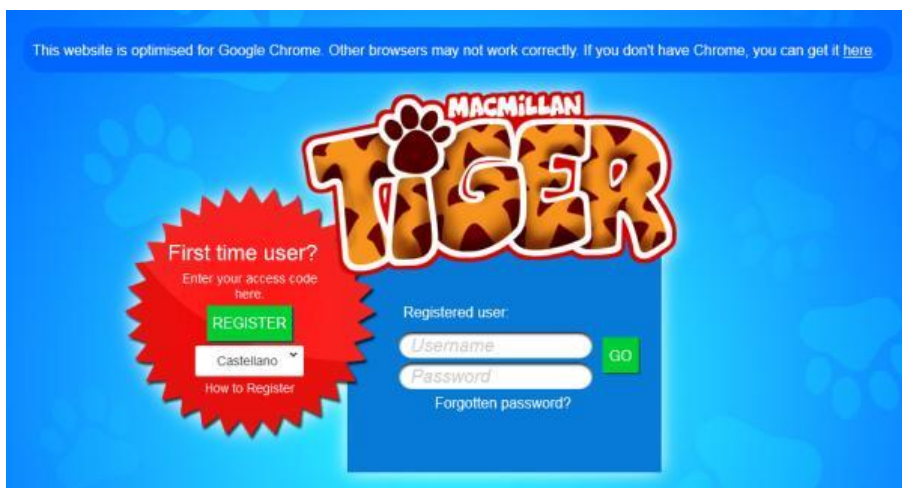 This website is optimised for Google Chrome. Other browsers may not work correctly. If you don't have Chrome, you can get it here.
MACMiLLAN
TiGER
First time user?
Enter your access code
here.
REGISTER
Castellano
How to Register
Registered user:
Username
GO
Password
Forgotten password?